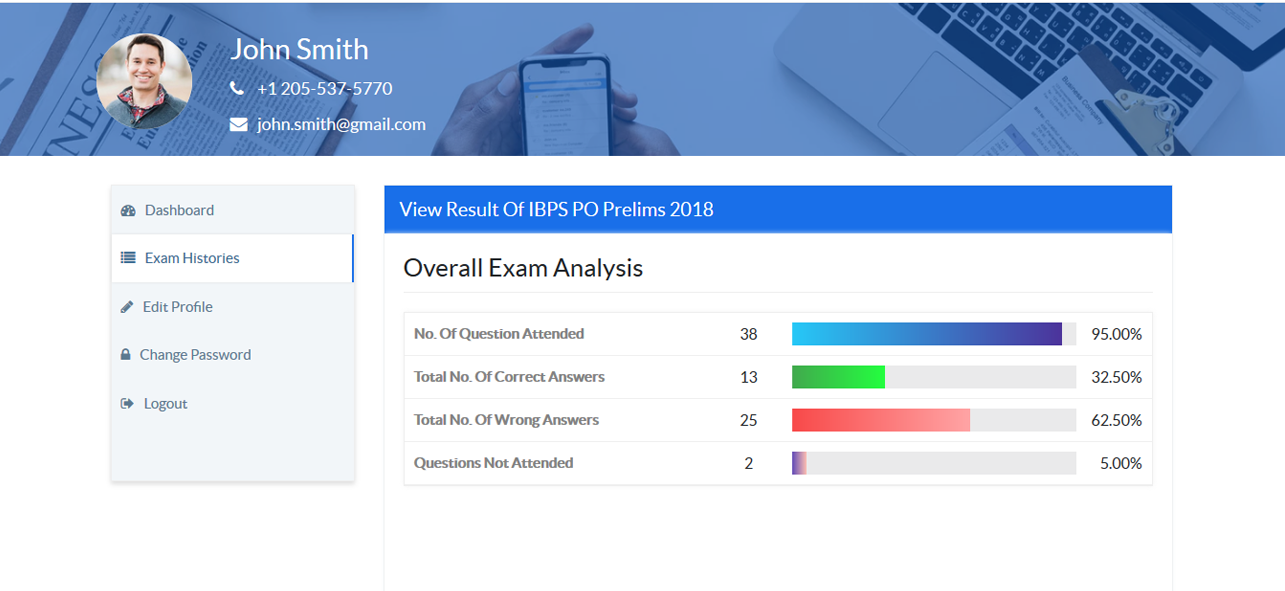 John Smith
+1 205-537-5770
john.smith@gmail.com
Dashboard
Exam Histories
Edit Profile
Change Password
Logout
View Result Of IBPS PO Prelims 2018
Overall Exam Analysis
No. Of Question Attended 38 95.00%
Total No. Of Correct Answers 13 32.50%
Total No. Of Wrong Answers 25 62.50%
Questions Not Attended 2 5.00%